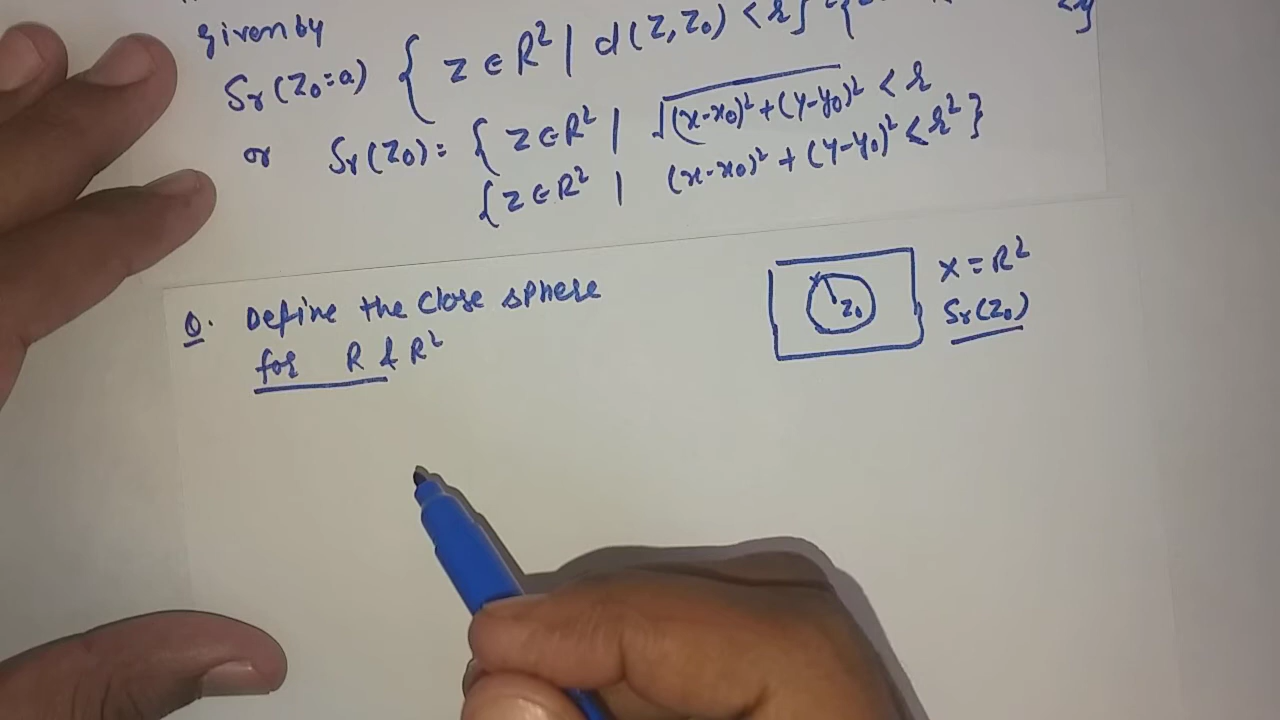 given by
Sr(Z0=a) { z ∈ R² | d(z, z0) < r} = {
or Sr(Z0) = { z ∈ R² | √(x-x0)² + (y-y0)² < r
{z ∈ R² | (x-x0)² + (y-y0)² < r² }
Q. Define the close sphere
for R & R²
r
z0
X = R²
Sr(z0)